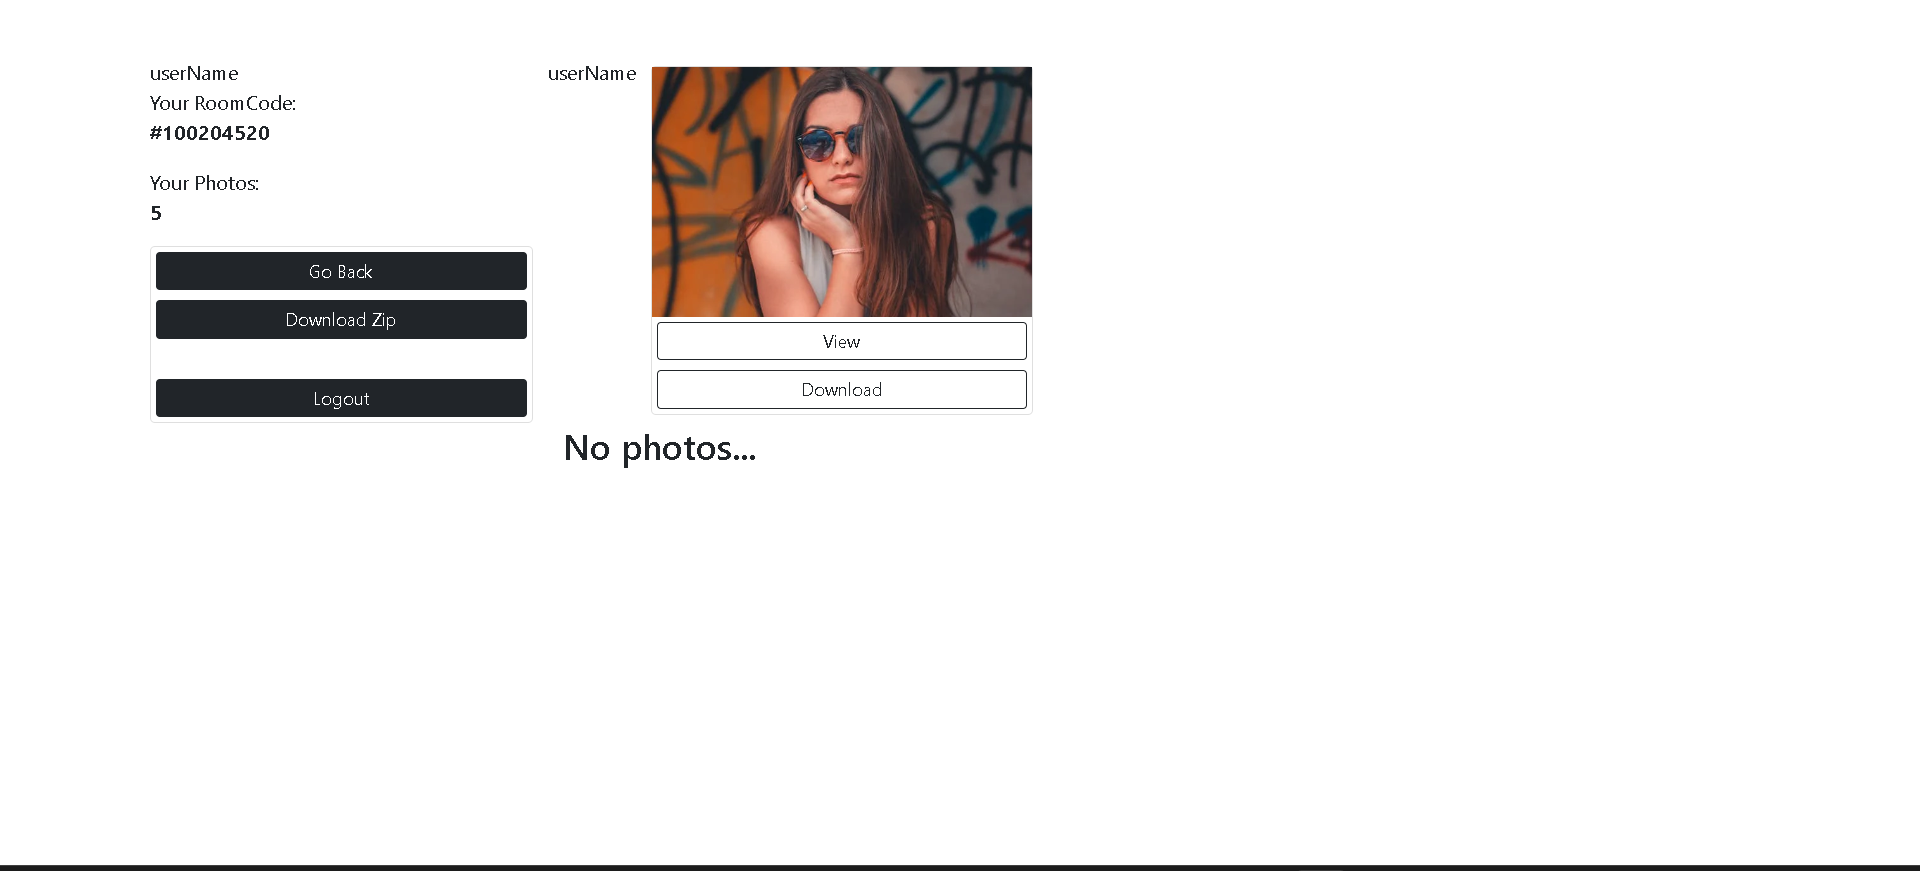 userName
Your RoomCode:
#100204520
Your Photos:
5
Go Back
Download Zip
Logout
userName
View
Download
No photos...